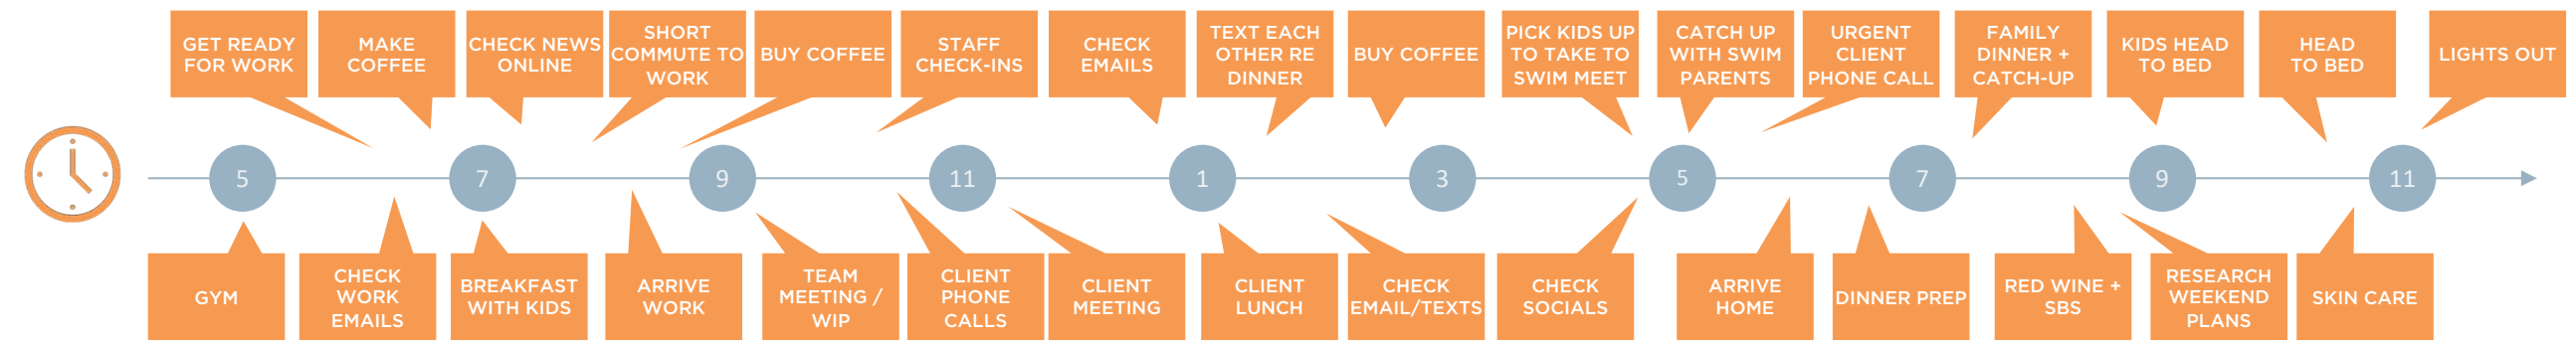 GET READY
FOR WORK
MAKE
COFFEE
CHECK NEWS
ONLINE
SHORT
COMMUTE TO
WORK
BUY COFFEE
STAFF
CHECK-INS
CHECK
EMAILS
TEXT EACH
OTHER RE
DINNER
BUY COFFEE
PICK KIDS UP
TO TAKE TO
SWIM MEET
CATCH UP
WITH SWIM
PARENTS
URGENT
CLIENT
PHONE CALL
FAMILY
DINNER +
CATCH-UP
KIDS HEAD
TO BED
HEAD
TO BED
LIGHTS OUT
5
7
9
11
1
3
5
7
9
11
GYM
CHECK
WORK
EMAILS
BREAKFAST
WITH KIDS
ARRIVE
WORK
TEAM
MEETING /
WIP
CLIENT
PHONE
CALLS
CLIENT
MEETING
CLIENT
LUNCH
CHECK
EMAIL/TEXTS
CHECK
SOCIALS
ARRIVE
HOME
DINNER PREP
RED WINE +
SBS
RESEARCH
WEEKEND
PLANS
SKIN CARE